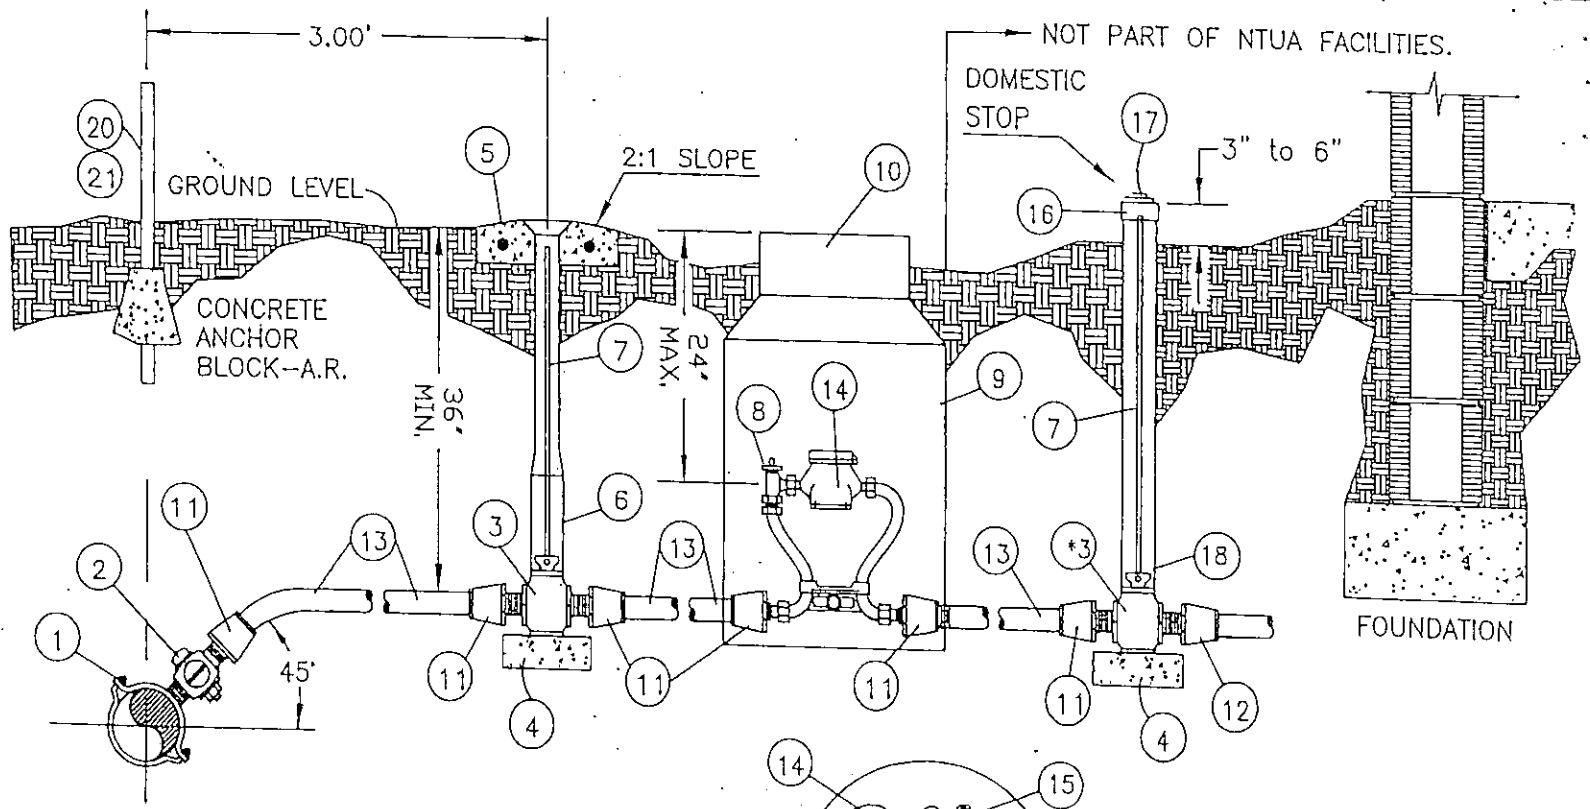 3.00'
NOT PART OF NTUA FACILITIES.
DOMESTIC
STOP
20
21
5
2:1 SLOPE
10
17
3" to 6"
GROUND LEVEL
16
CONCRETE
ANCHOR
BLOCK-A.R.
36'
MIN.
7
24'
MAX.
9
7
8
14
11
2
13
3
6
13
13
*3
18
1
45'
11
4
11
11
11
4
12
FOUNDATION
14
15